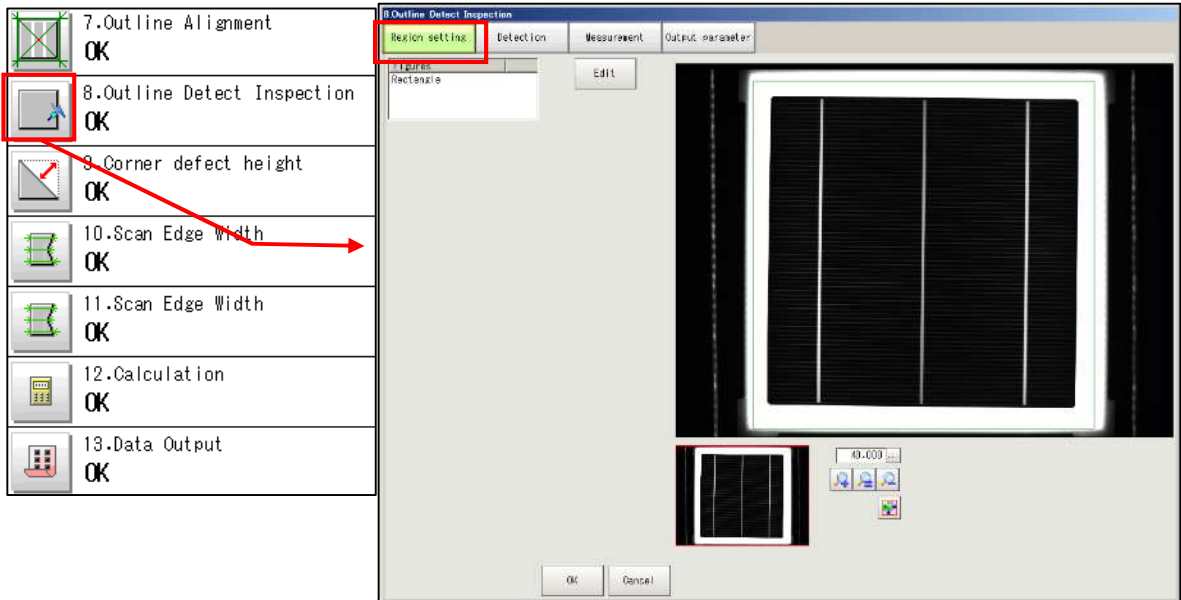 7.Outline Alignment
OK
8.Outline Detect Inspection
OK
9.Corner defect height
OK
10.Scan Edge Width
OK
11.Scan Edge Width
OK
12.Calculation
OK
13.Data Output
OK
8.Outline Detect Inspection
Region setting
Detection
Measurement
Output parameter
Figures
Rectangle
Edit
40.000
...
OK
Cancel